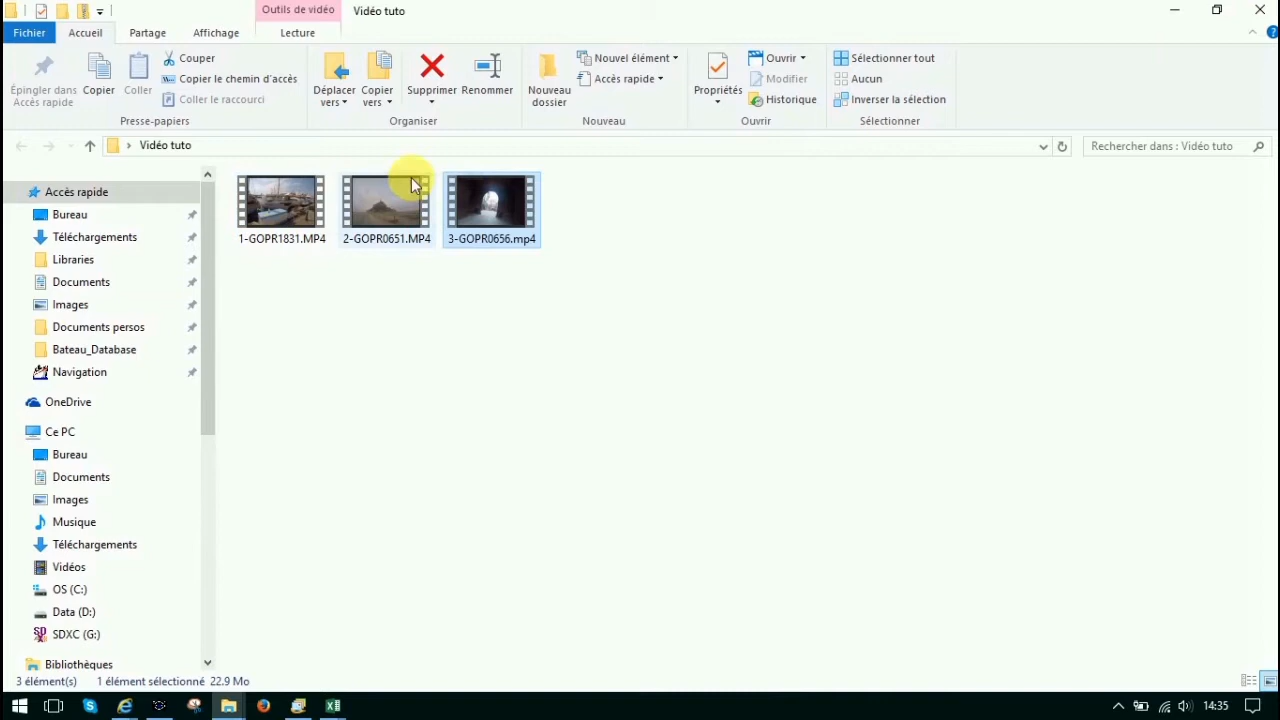 Outils de vidéo
Vidéo tuto
Fichier
Accueil
Partage
Affichage
Lecture
Épingler dans
Accès rapide
Copier
Coller
Couper
Copier le chemin d'accès
Coller le raccourci
Presse-papiers
Déplacer
vers
Copier
vers
Supprimer
Renommer
Organiser
Nouveau
dossier
Nouvel élément
Accès rapide
Nouveau
Propriétés
Ouvrir
Modifier
Historique
Ouvrir
Sélectionner tout
Aucun
Inverser la sélection
Sélectionner
Vidéo tuto
Rechercher dans : Vidéo tuto
Accès rapide
Bureau
Téléchargements
Libraries
Documents
Images
Documents persos
Bateau_Database
Navigation
OneDrive
Ce PC
Bureau
Documents
Images
Musique
Téléchargements
Vidéos
OS (C:)
Data (D:)
SDXC (G:)
Bibliothèques
1-GOPR1831.MP4
2-GOPR0651.MP4
3-GOPR0656.mp4
3 élément(s)
1 élément sélectionné 22.9 Mo
14:35